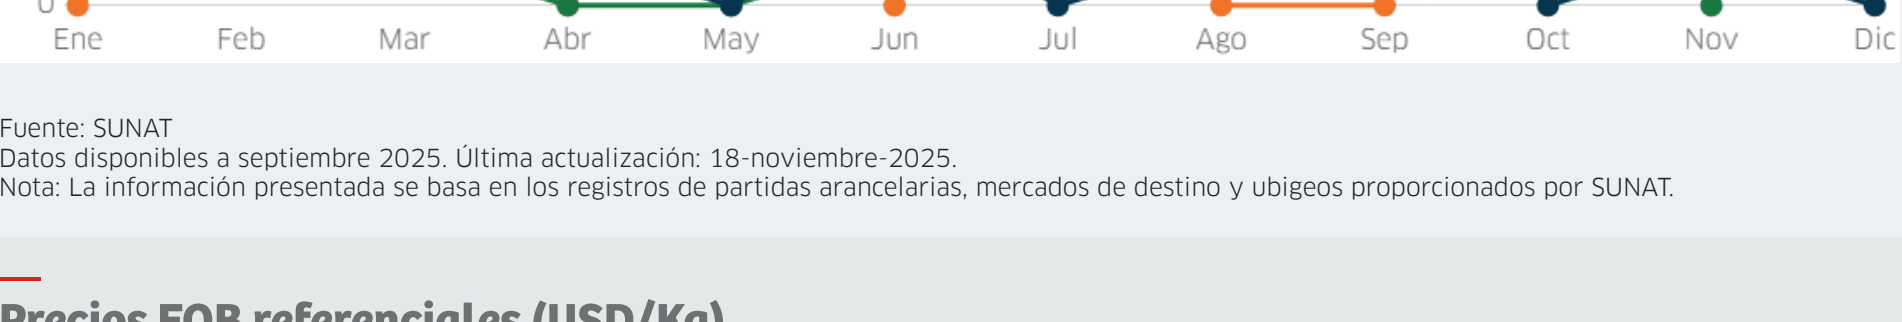 0
Ene Feb Mar Abr May Jun Jul Ago Sep Oct Nov Dic
Fuente: SUNAT
Datos disponibles a septiembre 2025. Última actualización: 18-noviembre-2025.
Nota: La información presentada se basa en los registros de partidas arancelarias, mercados de destino y ubigeos proporcionados por SUNAT.
Precios FOB referenciales (USD/Kg)